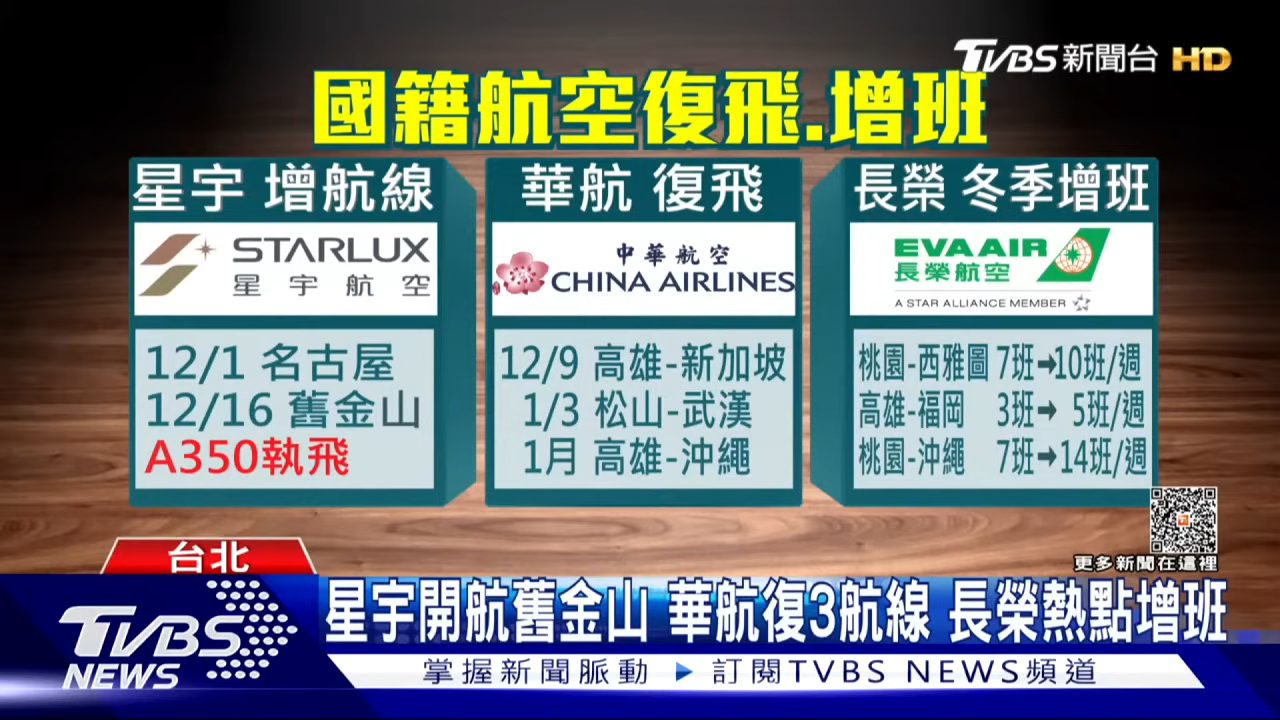 TVBS新聞台 HD
國籍航空復飛.增班
星宇 增航線
STARLUX
星宇航空
12/1 名古屋
12/16 舊金山
A350執飛
華航 復飛
中華航空
CHINA AIRLINES
12/9 高雄-新加坡
1/3 松山-武漢
1月 高雄-沖繩
長榮 冬季增班
EVA AIR
長榮航空
A STAR ALLIANCE MEMBER
桃園-西雅圖 7班➡10班/週
高雄-福岡 3班➡ 5班/週
桃園-沖繩 7班➡14班/週
更多新聞在這裡
台北
星宇開航舊金山 華航復3航線 長榮熱點增班
TVBS
NEWS
掌握新聞脈動 ▶ 訂閱TVBS NEWS頻道